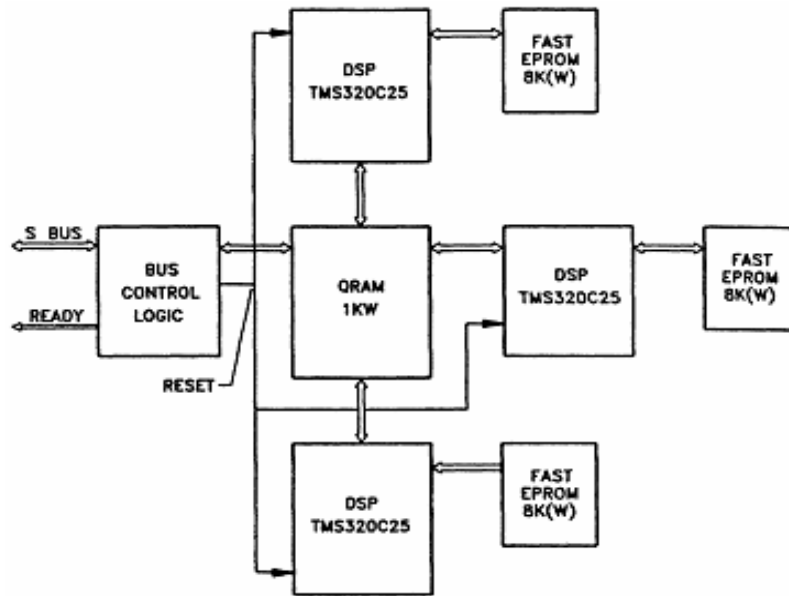 DSP
TMS320C25
FAST
EPROM
8K(W)
S BUS
READY
BUS
CONTROL
LOGIC
RESET
QRAM
1KW
DSP
TMS320C25
FAST
EPROM
8K(W)
DSP
TMS320C25
FAST
EPROM
8K(W)